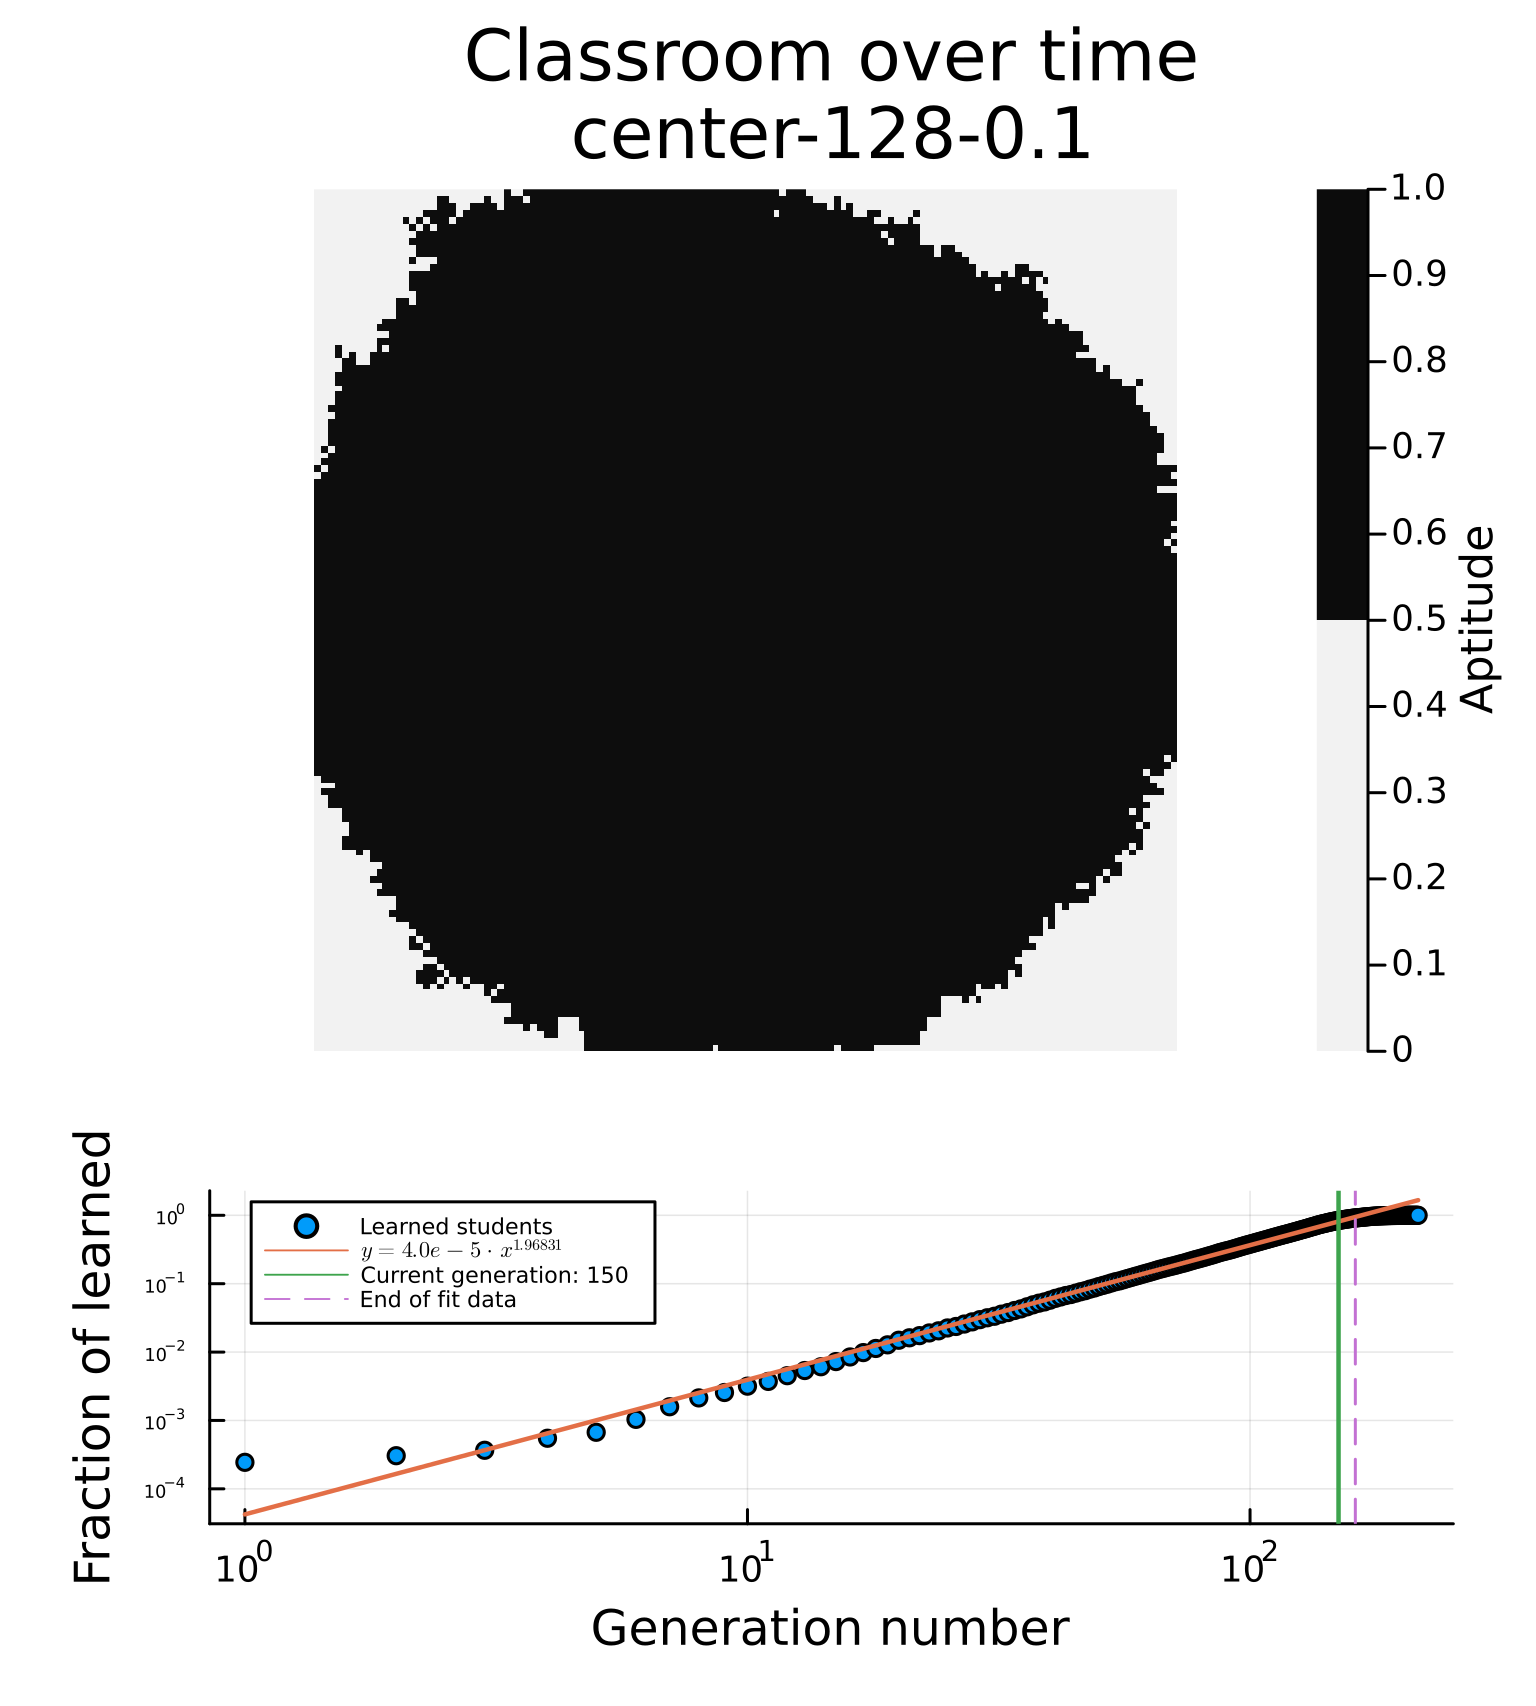 Classroom over time
center-128-0.1
1.0
0.9
0.8
0.7
0.6
0.5
0.4
0.3
0.2
0.1
0
Aptitude
Fraction of learned
10⁰
10⁻¹
10⁻²
10⁻³
10⁻⁴
Learned students
y = 4.0e − 5 · x^1.96831
Current generation: 150
End of fit data
10⁰ 10¹ 10²
Generation number